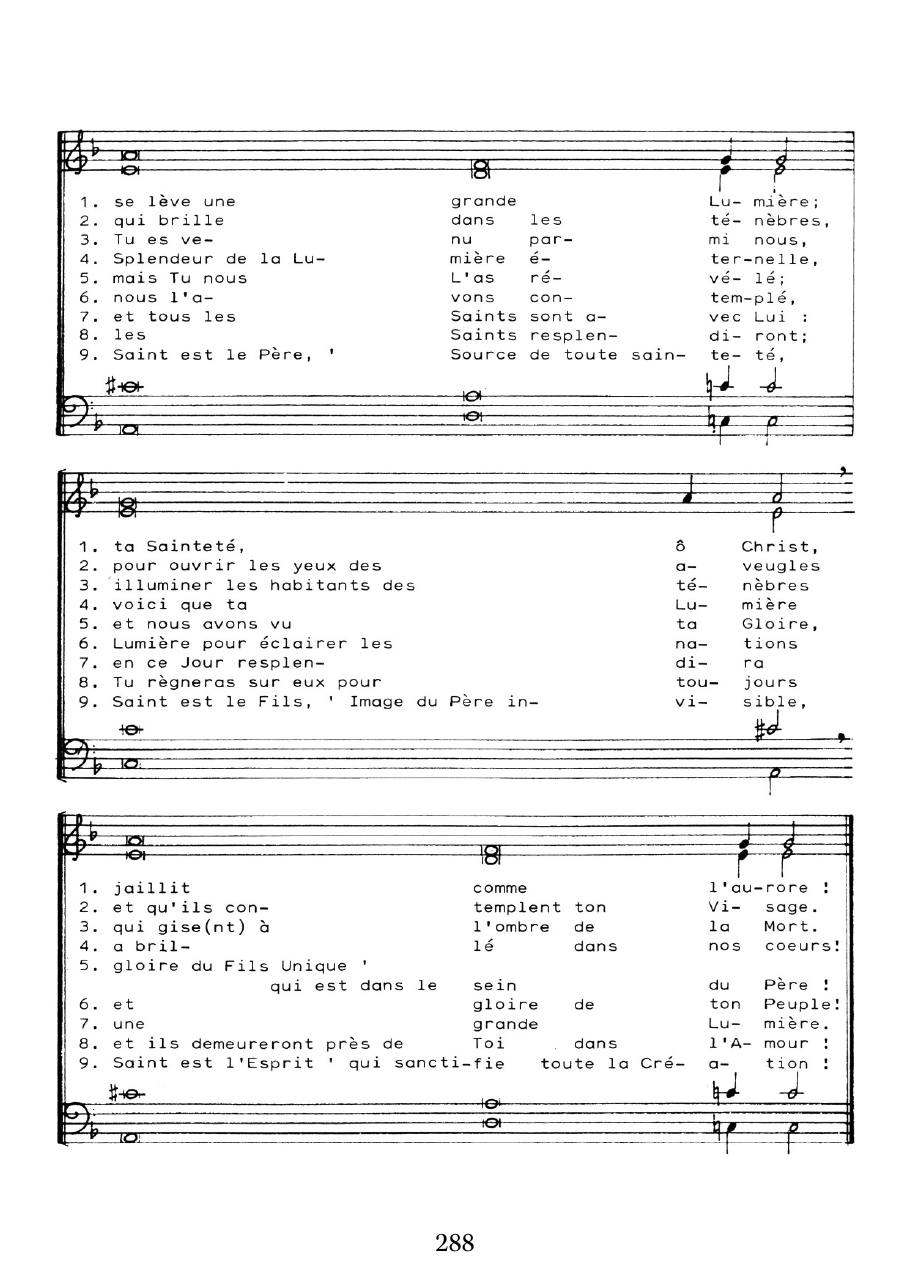 1. se lève une grande Lu- mière;
2. qui brille dans les té- nèbres,
3. Tu es ve- nu par- mi nous,
4. Splendeur de la Lu- mière é- ter-nelle,
5. mais Tu nous L'as ré- vé- lé;
6. nous l'a- vons con- tem-plé,
7. et tous les Saints sont a- vec Lui :
8. les Saints resplen- di- ront;
9. Saint est le Père, ' Source de toute sain- te- té,
1. ta Sainteté, ô Christ,
2. pour ouvrir les yeux des a- veugles
3. illuminer les habitants des té- nèbres
4. voici que ta Lu- mière
5. et nous avons vu ta Gloire,
6. Lumière pour éclairer les na- tions
7. en ce Jour resplen- di- ra
8. Tu règneras sur eux pour tou- jours
9. Saint est le Fils, ' Image du Père in- vi- sible,
1. jaillit comme l'au-rore !
2. et qu'ils con- templent ton Vi- sage.
3. qui gise(nt) à l'ombre de la Mort.
4. a bril- lé dans nos coeurs!
5. gloire du Fils Unique '
qui est dans le sein du Père !
6. et gloire de ton Peuple!
7. une grande Lu- mière.
8. et ils demeureront près de Toi dans l'A- mour !
9. Saint est l'Esprit ' qui sancti-fie toute la Cré- a- tion !
288